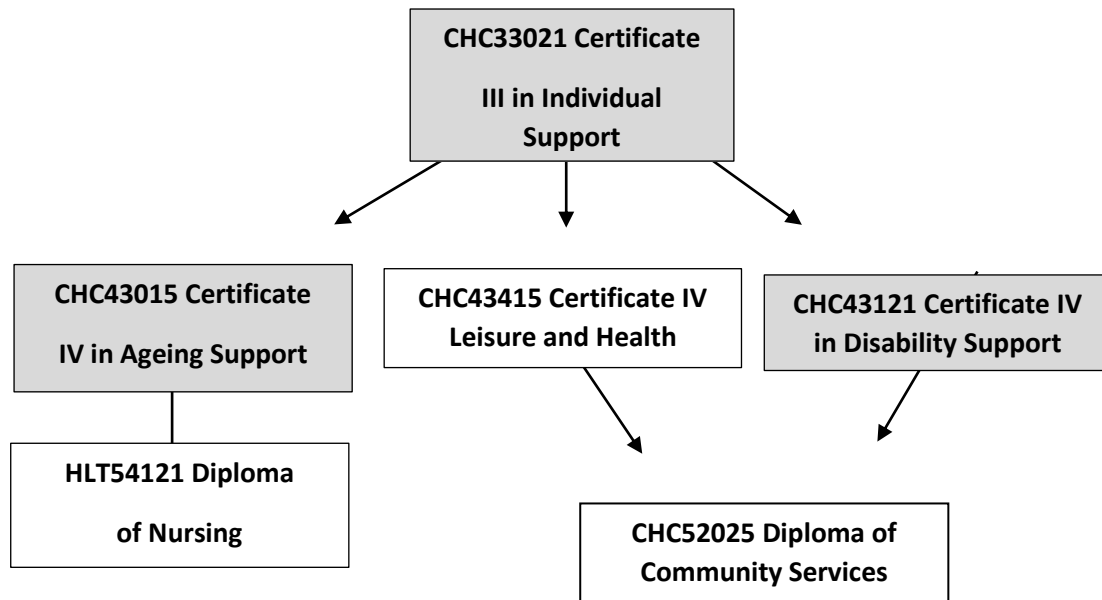 CHC33021 Certificate
III in Individual
Support
CHC43015 Certificate
IV in Ageing Support
CHC43415 Certificate IV
Leisure and Health
CHC43121 Certificate IV
in Disability Support
HLT54121 Diploma
of Nursing
CHC52025 Diploma of
Community Services